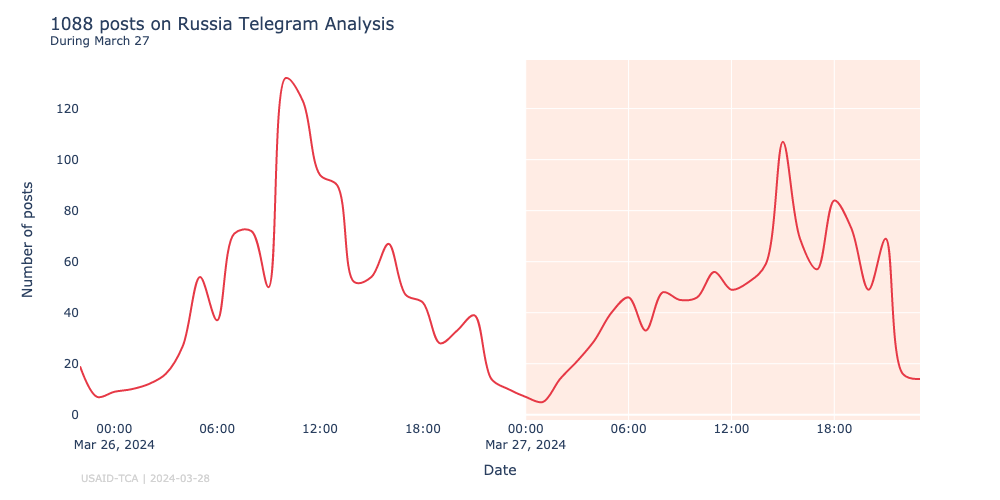 1088 posts on Russia Telegram Analysis
During March 27
Number of posts
120
100
80
60
40
20
0
00:00 06:00 12:00 18:00 00:00 06:00 12:00 18:00
Mar 26, 2024 Mar 27, 2024
Date
USAID-TCA | 2024-03-28